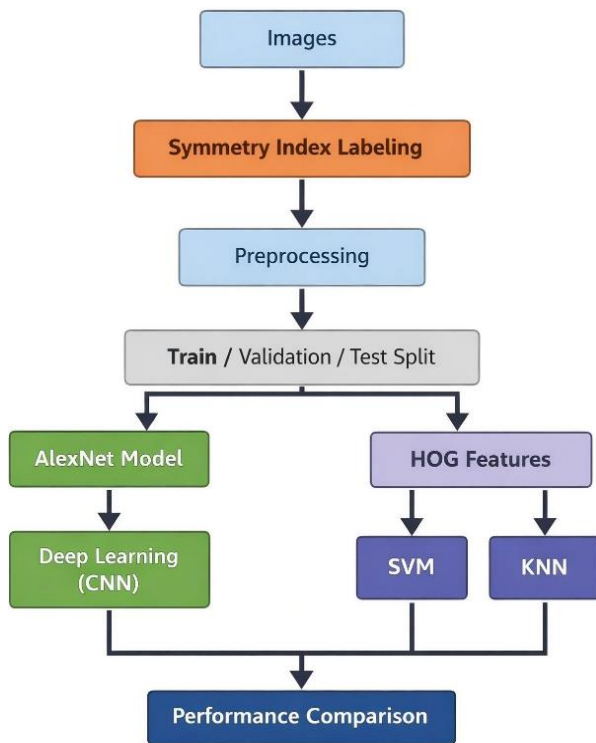 Images
Symmetry Index Labeling
Preprocessing
Train / Validation / Test Split
AlexNet Model
HOG Features
Deep Learning
(CNN)
SVM
KNN
Performance Comparison